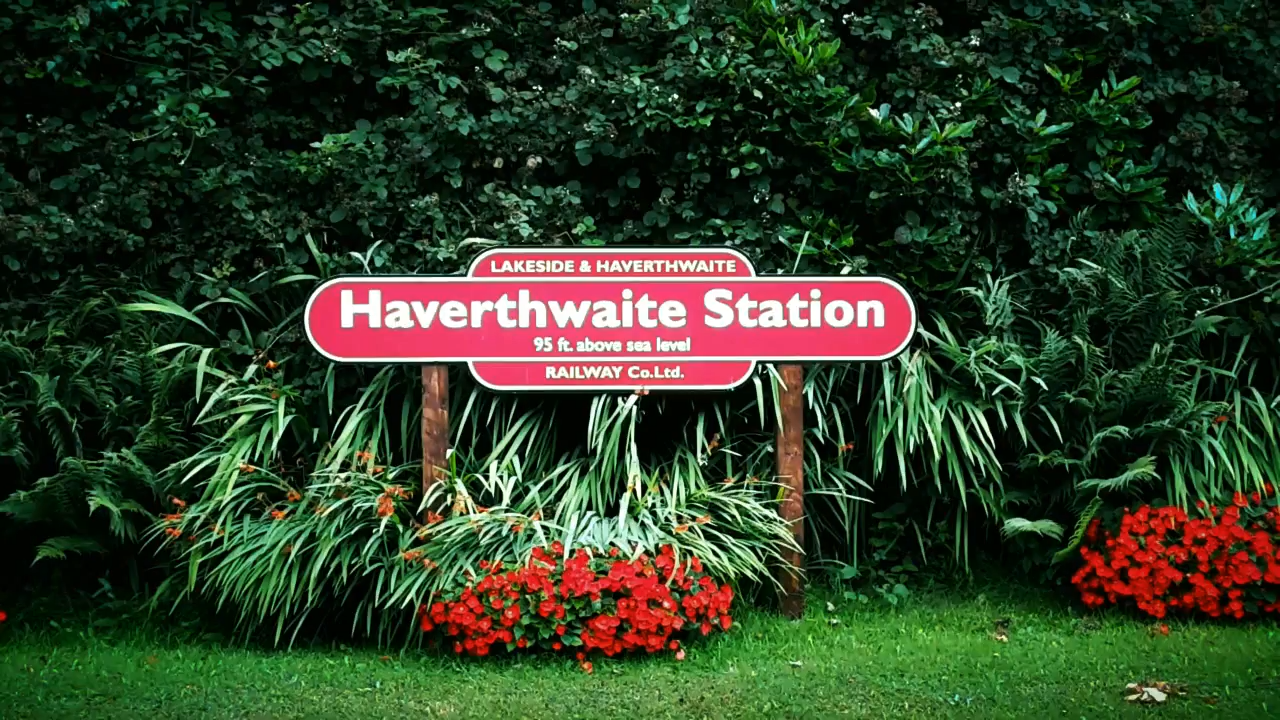 LAKESIDE & HAVERTHWAITE
Haverthwaite Station
95 ft. above sea level
RAILWAY Co.Ltd.